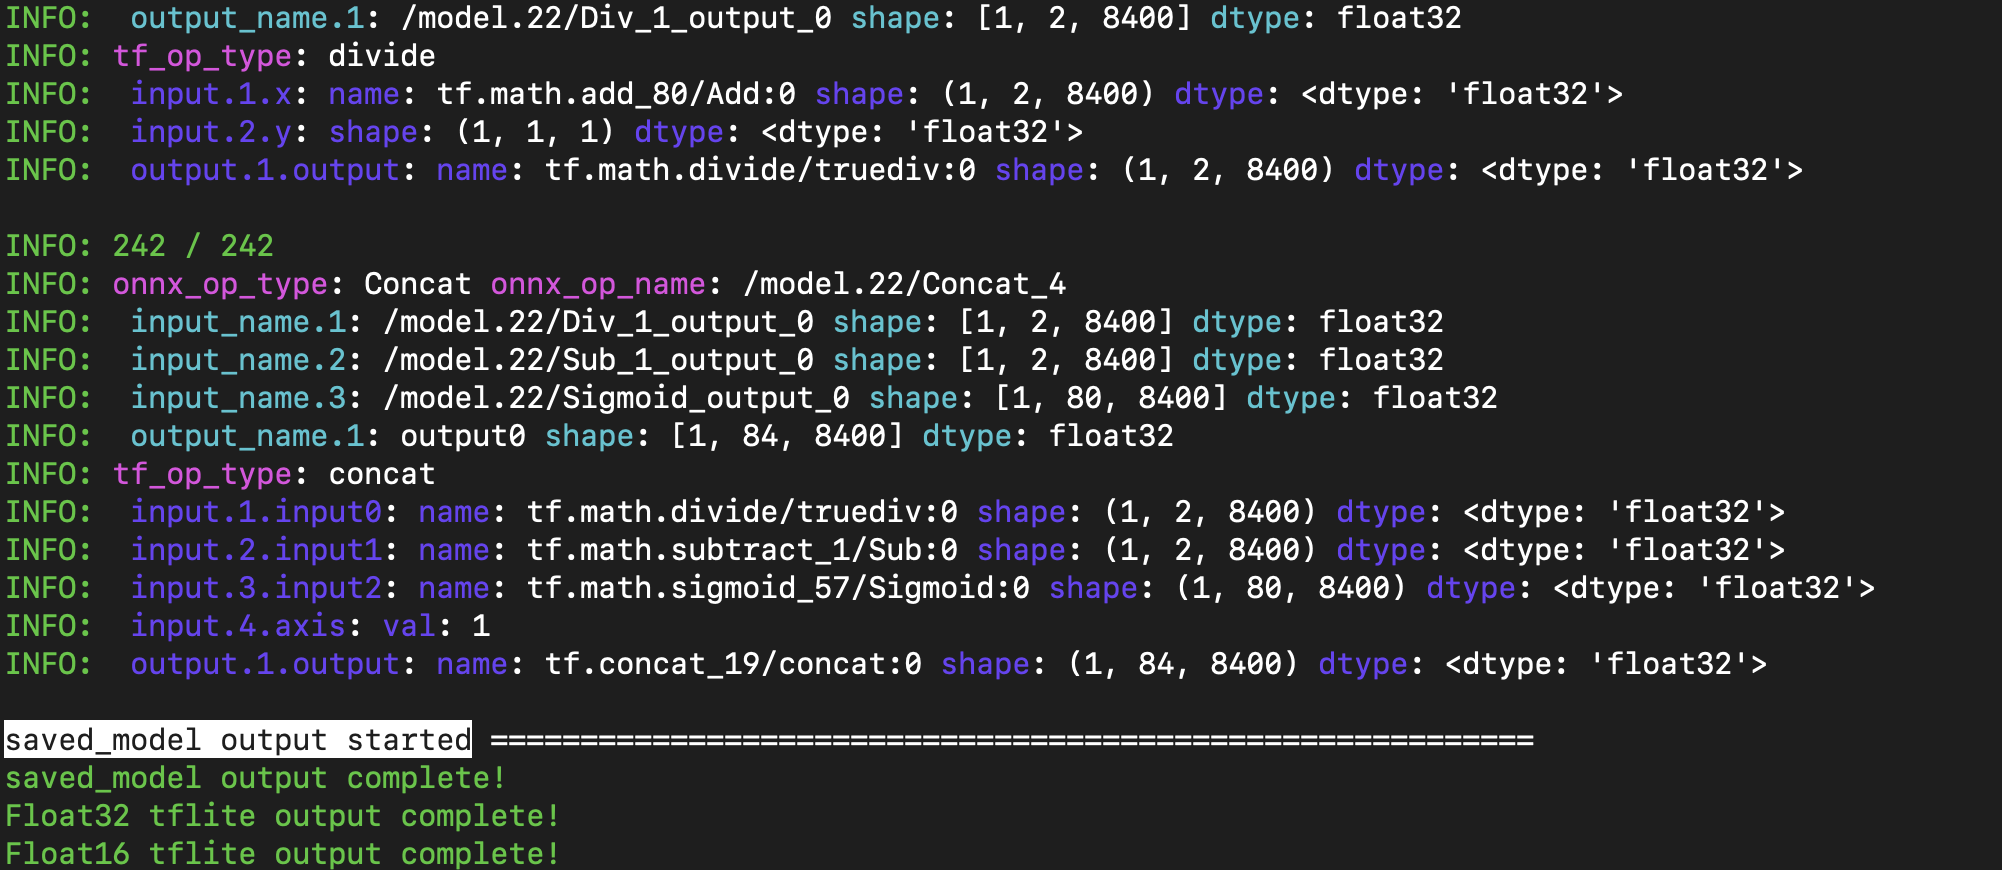 INFO:  output_name.1: /model.22/Div_1_output_0 shape: [1, 2, 8400] dtype: float32
INFO: tf_op_type: divide
INFO:  input.1.x: name: tf.math.add_80/Add:0 shape: (1, 2, 8400) dtype: <dtype: 'float32'>
INFO:  input.2.y: shape: (1, 1, 1) dtype: <dtype: 'float32'>
INFO:  output.1.output: name: tf.math.divide/truediv:0 shape: (1, 2, 8400) dtype: <dtype: 'float32'>
INFO: 242 / 242
INFO: onnx_op_type: Concat onnx_op_name: /model.22/Concat_4
INFO:  input_name.1: /model.22/Div_1_output_0 shape: [1, 2, 8400] dtype: float32
INFO:  input_name.2: /model.22/Sub_1_output_0 shape: [1, 2, 8400] dtype: float32
INFO:  input_name.3: /model.22/Sigmoid_output_0 shape: [1, 80, 8400] dtype: float32
INFO:  output_name.1: output0 shape: [1, 84, 8400] dtype: float32
INFO: tf_op_type: concat
INFO:  input.1.input0: name: tf.math.divide/truediv:0 shape: (1, 2, 8400) dtype: <dtype: 'float32'>
INFO:  input.2.input1: name: tf.math.subtract_1/Sub:0 shape: (1, 2, 8400) dtype: <dtype: 'float32'>
INFO:  input.3.input2: name: tf.math.sigmoid_57/Sigmoid:0 shape: (1, 80, 8400) dtype: <dtype: 'float32'>
INFO:  input.4.axis: val: 1
INFO:  output.1.output: name: tf.concat_19/concat:0 shape: (1, 84, 8400) dtype: <dtype: 'float32'>
saved_model output started ==========================================================
saved_model output complete!
Float32 tflite output complete!
Float16 tflite output complete!